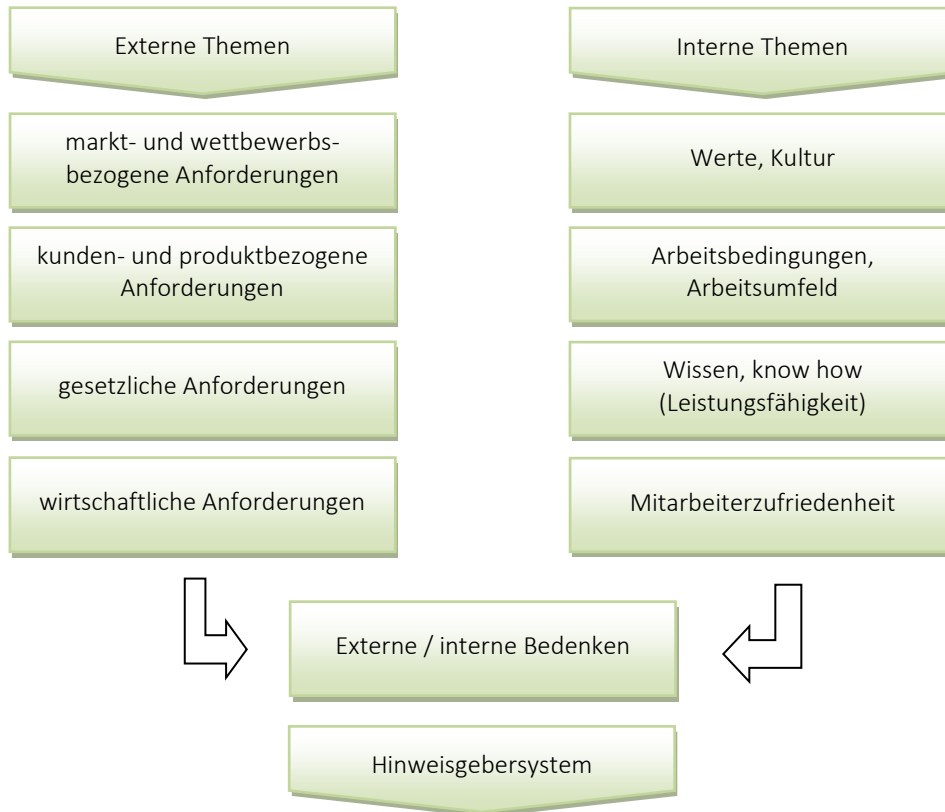 Externe Themen
markt- und wettbewerbs-
bezogene Anforderungen
kunden- und produktbezogene
Anforderungen
gesetzliche Anforderungen
wirtschaftliche Anforderungen
Interne Themen
Werte, Kultur
Arbeitsbedingungen,
Arbeitsumfeld
Wissen, know how
(Leistungsfähigkeit)
Mitarbeiterzufriedenheit
Externe / interne Bedenken
Hinweisgebersystem